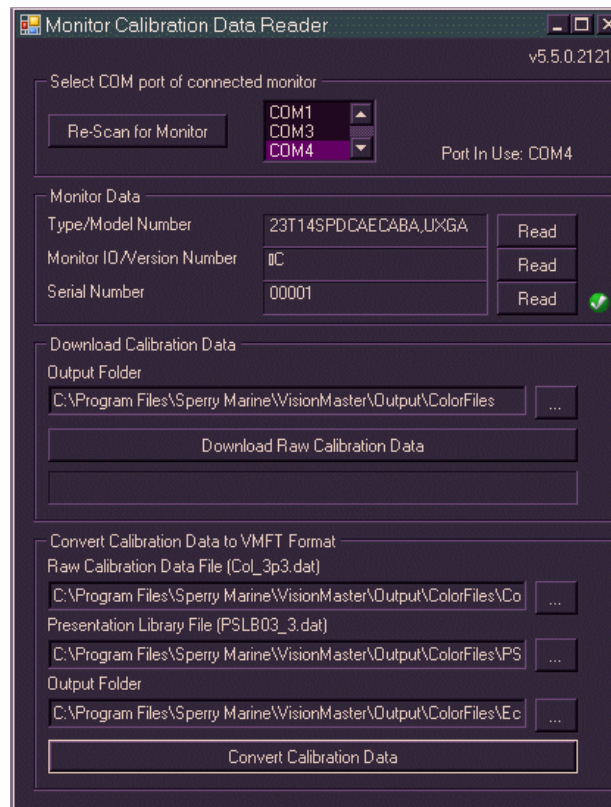 Monitor Calibration Data Reader
v5.5.0.2121
Select COM port of connected monitor
Re-Scan for Monitor
COM1
COM3
COM4
Port In Use: COM4
Monitor Data
Type/Model Number 23T14SPDCAECABA,UXGA Read
Monitor IO/Version Number ▯C Read
Serial Number 00001 Read
Download Calibration Data
Output Folder
C:\Program Files\Sperry Marine\VisionMaster\Output\ColorFiles ...
Download Raw Calibration Data
Convert Calibration Data to VMFT Format
Raw Calibration Data File (Col_3p3.dat)
C:\Program Files\Sperry Marine\VisionMaster\Output\ColorFiles\Co ...
Presentation Library File (PSLB03_3.dat)
C:\Program Files\Sperry Marine\VisionMaster\Output\ColorFiles\PS ...
Output Folder
C:\Program Files\Sperry Marine\VisionMaster\Output\ColorFiles\Ec ...
Convert Calibration Data